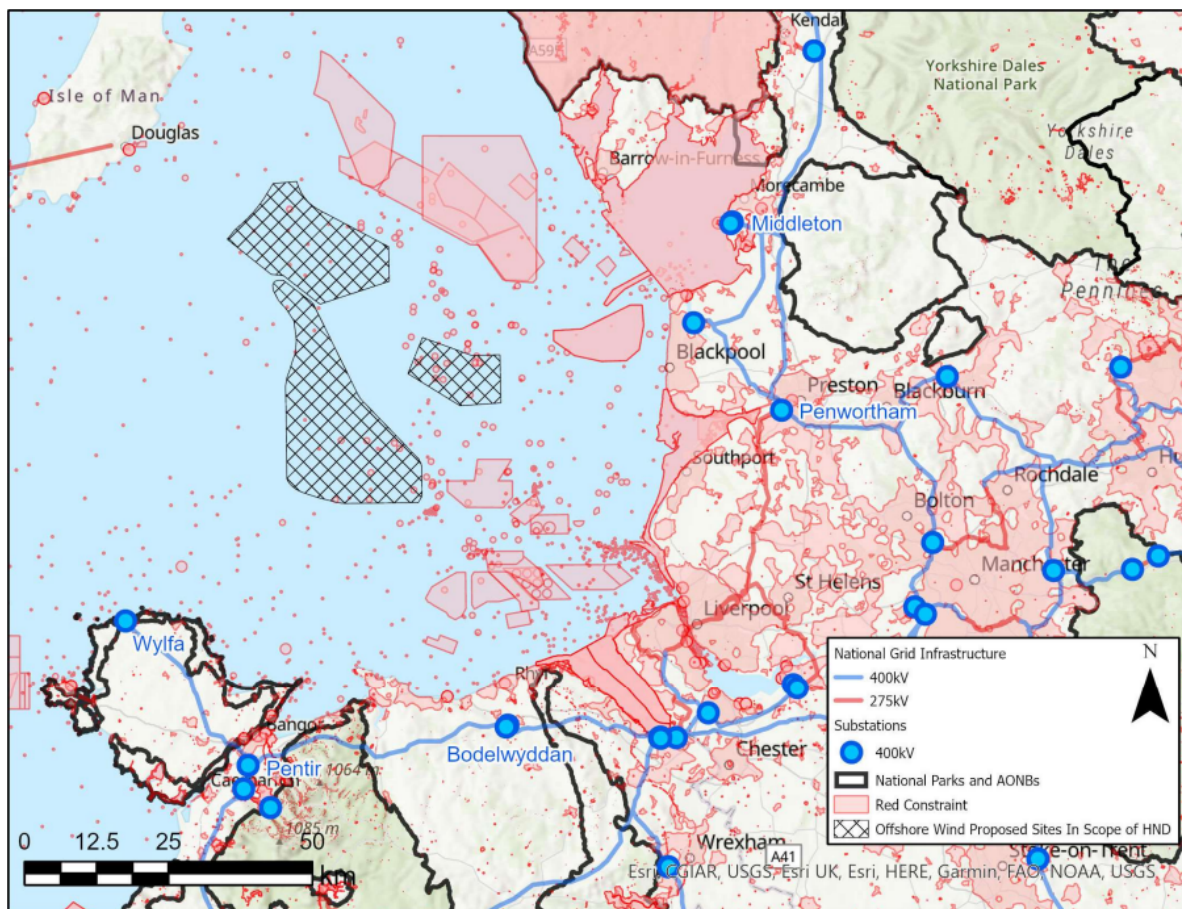 Kendal
A595
Yorkshire Dales
National Park
Isle of Man
Douglas
Yorkshire
Dales
Barrow-in-Furness
Morecambe
Middleton
The
Pennines
Blackpool
Preston
Blackburn
Penwortham
Southport
Rochdale
Bolton
Manchester
St Helens
Liverpool
Wylfa
Rhyl
Bangor
Bodelwyddan
Chester
Pentir
1064 m
Caernarfon
1085 m
Wrexham
A41
Stoke-on-Trent
0 12.5 25 50
km
Esri, CGIAR, USGS, Esri UK, Esri, HERE, Garmin, FAO, NOAA, USGS
National Grid Infrastructure
400kV
275kV
Substations
400kV
National Parks and AONBs
Red Constraint
Offshore Wind Proposed Sites In Scope of HND
N